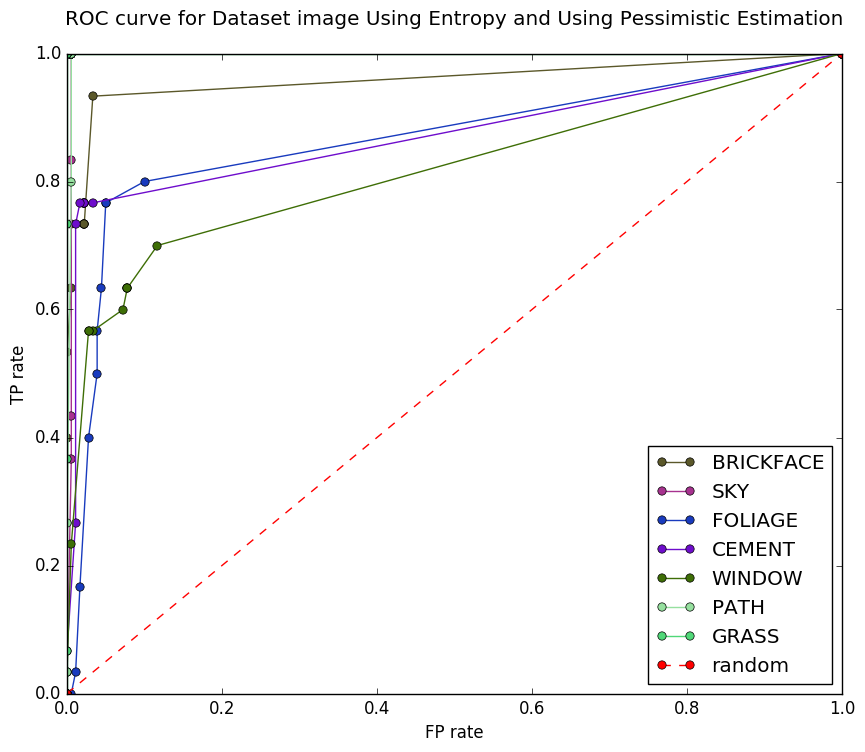 ROC curve for Dataset image Using Entropy and Using Pessimistic Estimation
1.0
0.8
0.6
0.4
0.2
0.0
TP rate
0.0 0.2 0.4 0.6 0.8 1.0
FP rate
BRICKFACE
SKY
FOLIAGE
CEMENT
WINDOW
PATH
GRASS
random